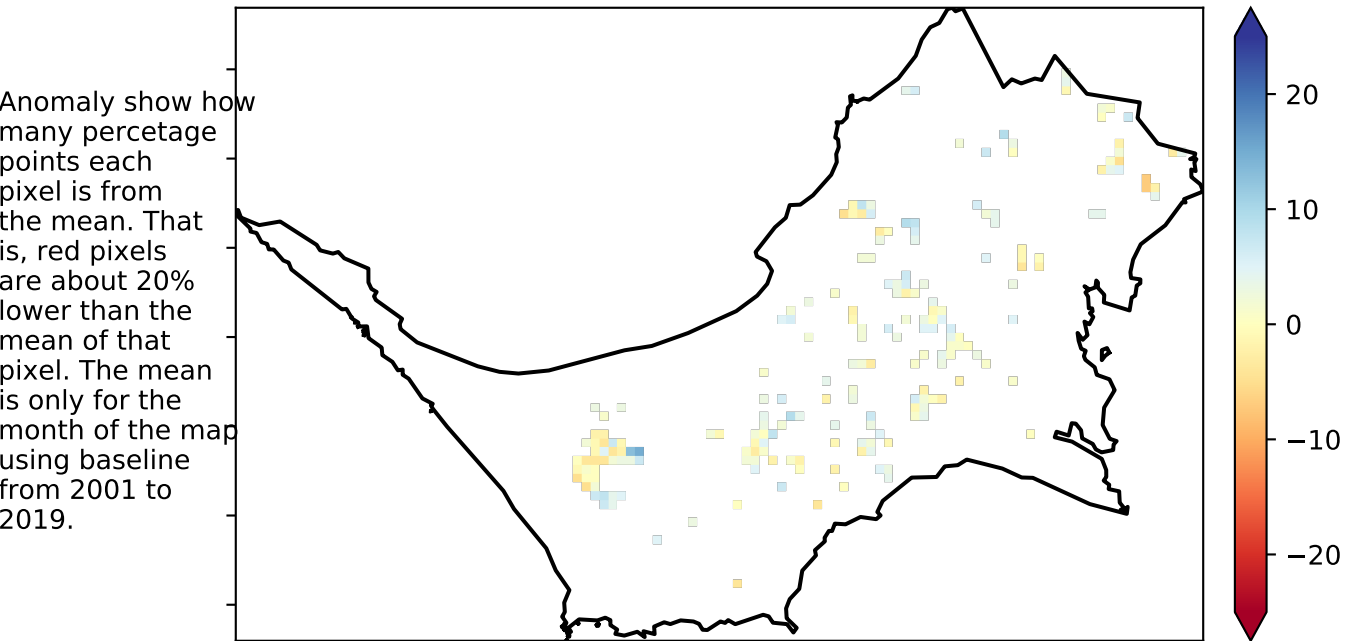 Anomaly show how
many percetage
points each
pixel is from
the mean. That
is, red pixels
are about 20%
lower than the
mean of that
pixel. The mean
is only for the
month of the map
using baseline
from 2001 to
2019.
20
10
0
−10
−20